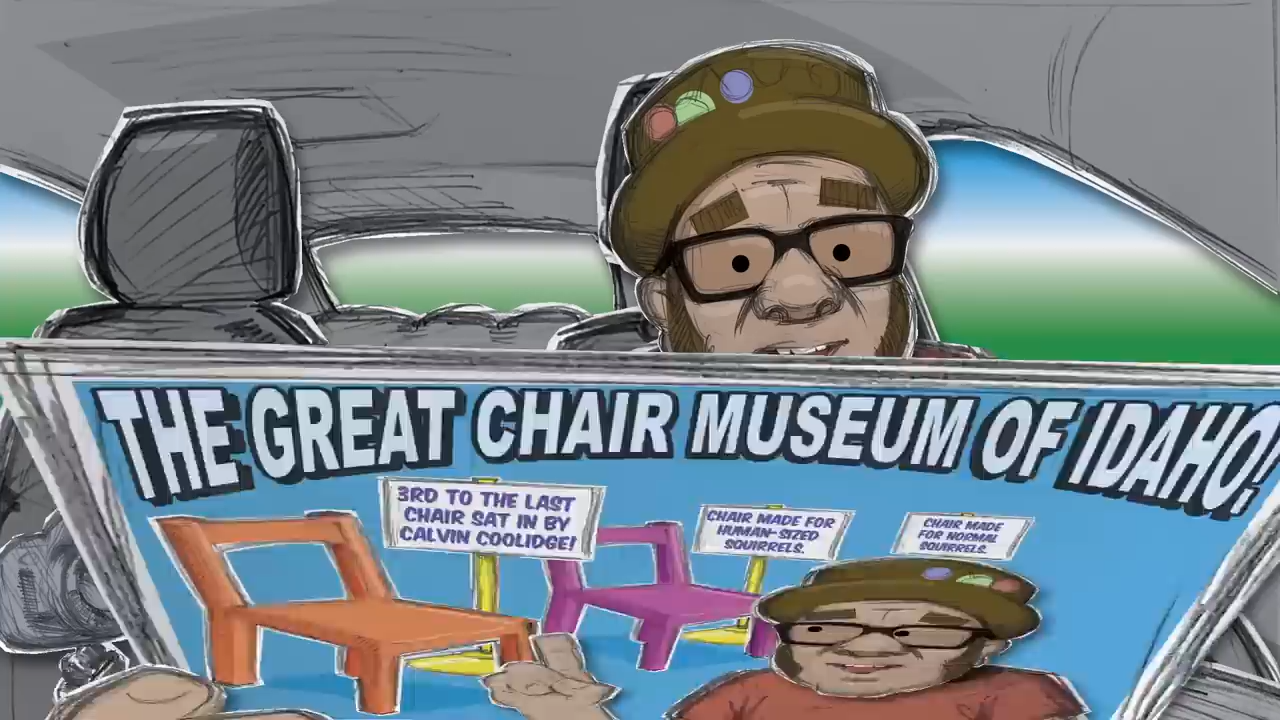 THE GREAT CHAIR MUSEUM OF IDAHO!
3RD TO THE LAST
CHAIR SAT IN BY
CALVIN COOLIDGE!
CHAIR MADE FOR
HUMAN-SIZED
SQUIRRELS.
CHAIR MADE
FOR NORMAL
SQUIRRELS.